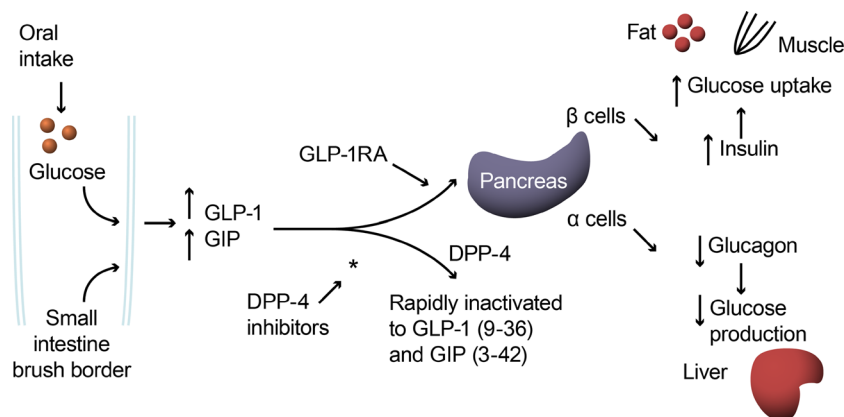 Oral
intake
Glucose
Small
intestine
brush border
GLP-1
GIP
GLP-1RA
DPP-4
*
DPP-4
inhibitors
Rapidly inactivated
to GLP-1 (9-36)
and GIP (3-42)
Pancreas
β cells
α cells
Fat
Muscle
Glucose uptake
Insulin
Glucagon
Glucose
production
Liver